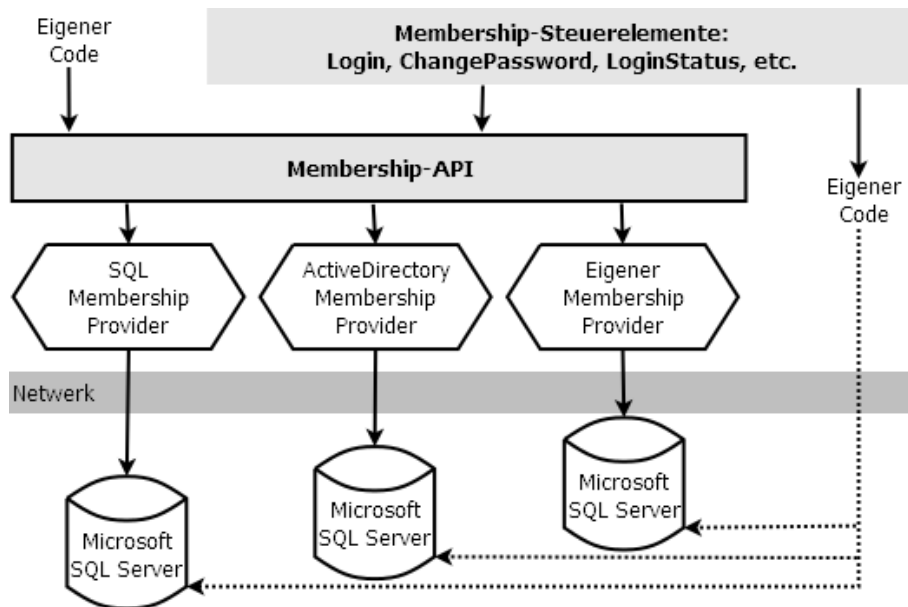 Eigener
Code
Membership-Steuerelemente:
Login, ChangePassword, LoginStatus, etc.
Membership-API
Eigener
Code
SQL
Membership
Provider
ActiveDirectory
Membership
Provider
Eigener
Membership
Provider
Netwerk
Microsoft
SQL Server
Microsoft
SQL Server
Microsoft
SQL Server